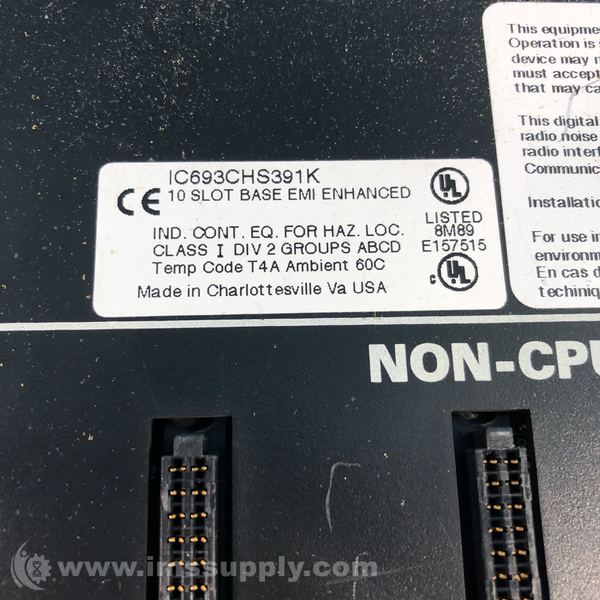 IC693CHS391K
10 SLOT BASE EMI ENHANCED
CE
UL
LISTED
8M89
E157515
c UL
IND. CONT. EQ. FOR HAZ. LOC.
CLASS I DIV 2 GROUPS ABCD
Temp Code T4A Ambient 60C
Made in Charlottesville Va USA
This equipme
Operation is
device may
must accept
that may ca
This digital
radio noise
radio interf
Communic
Installatio
For use in
environm
En cas d
techniq
NON-CPU
© www.imssupply.com